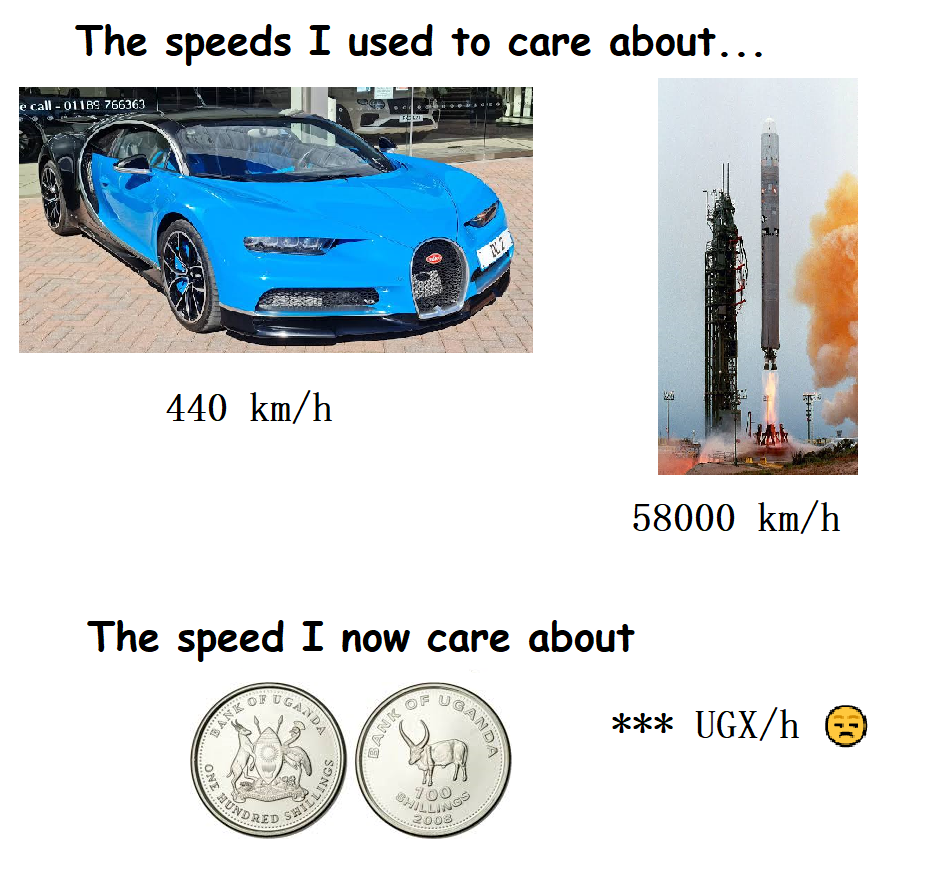 The speeds I used to care about...
e call - 01189 766363
440 km/h
58000 km/h
The speed I now care about
BANK OF UGANDA
ONE HUNDRED SHILLINGS
BANK OF UGANDA
100
SHILLINGS
2008
*** UGX/h 😒